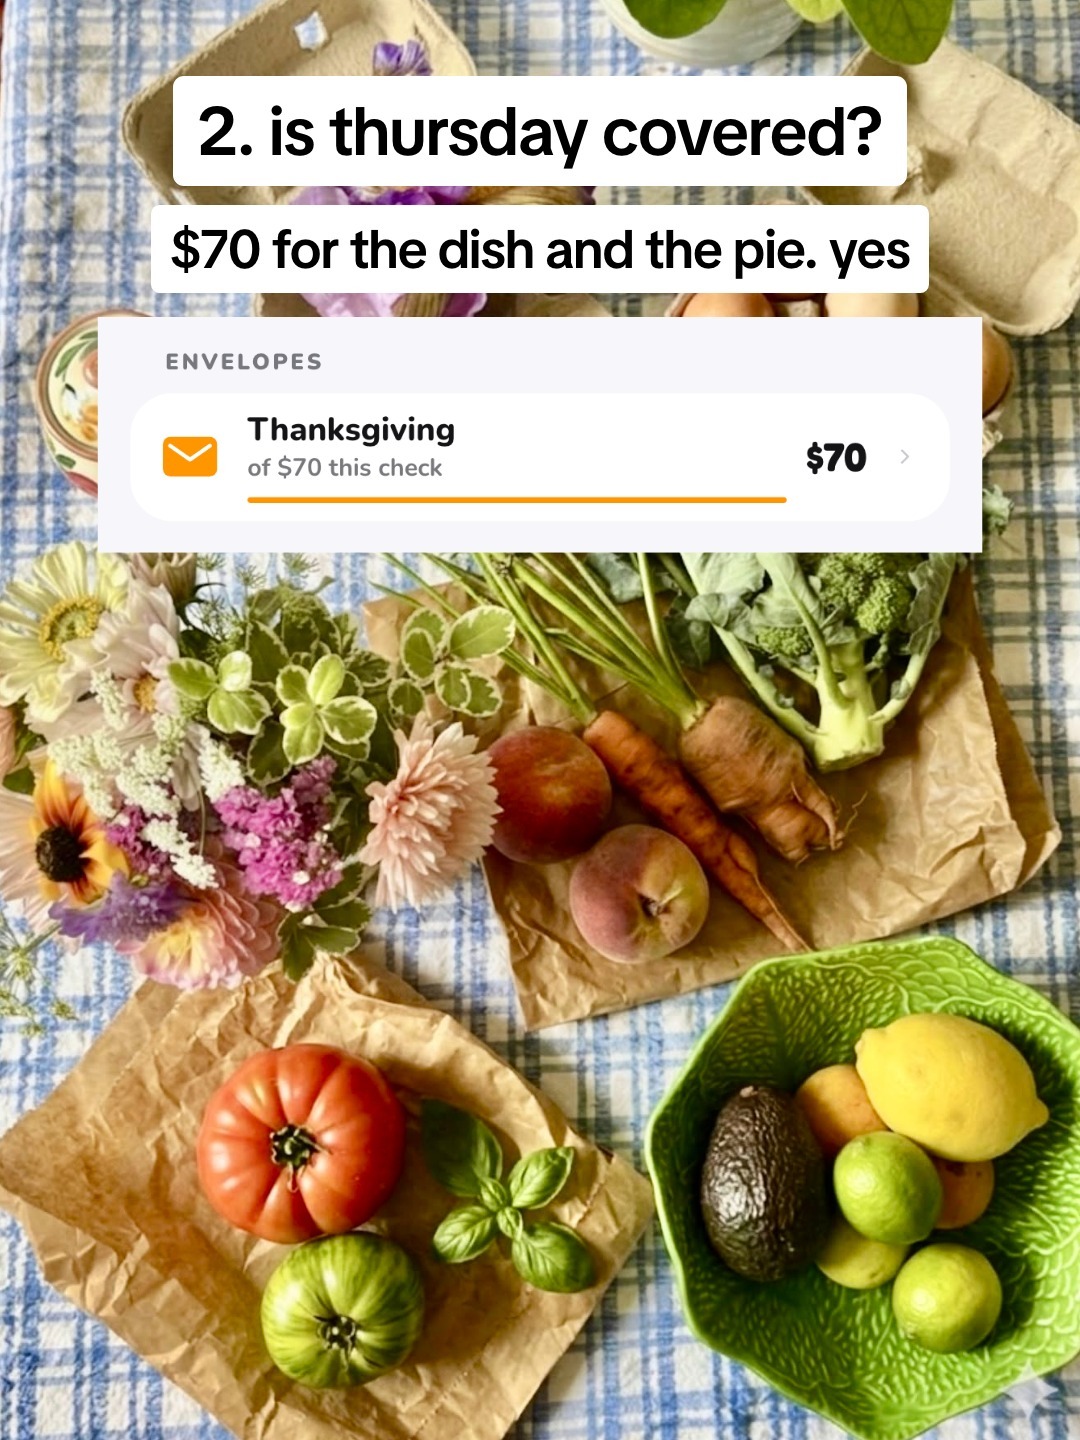 2. is thursday covered?
$70 for the dish and the pie. yes
ENVELOPES
Thanksgiving
of $70 this check
$70